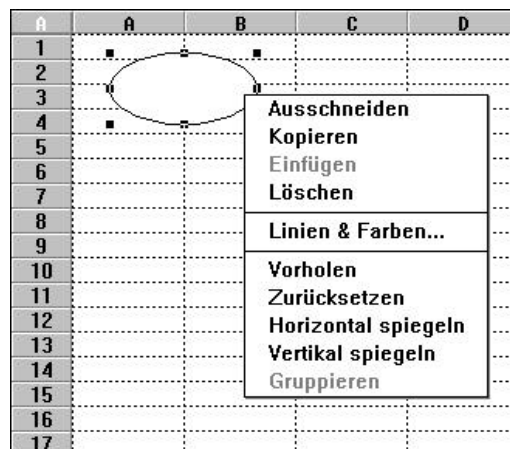 A A B C D
1
2
3
4
5
6
7
8
9
10
11
12
13
14
15
16
17
Ausschneiden
Kopieren
Einfügen
Löschen
Linien & Farben...
Vorholen
Zurücksetzen
Horizontal spiegeln
Vertikal spiegeln
Gruppieren